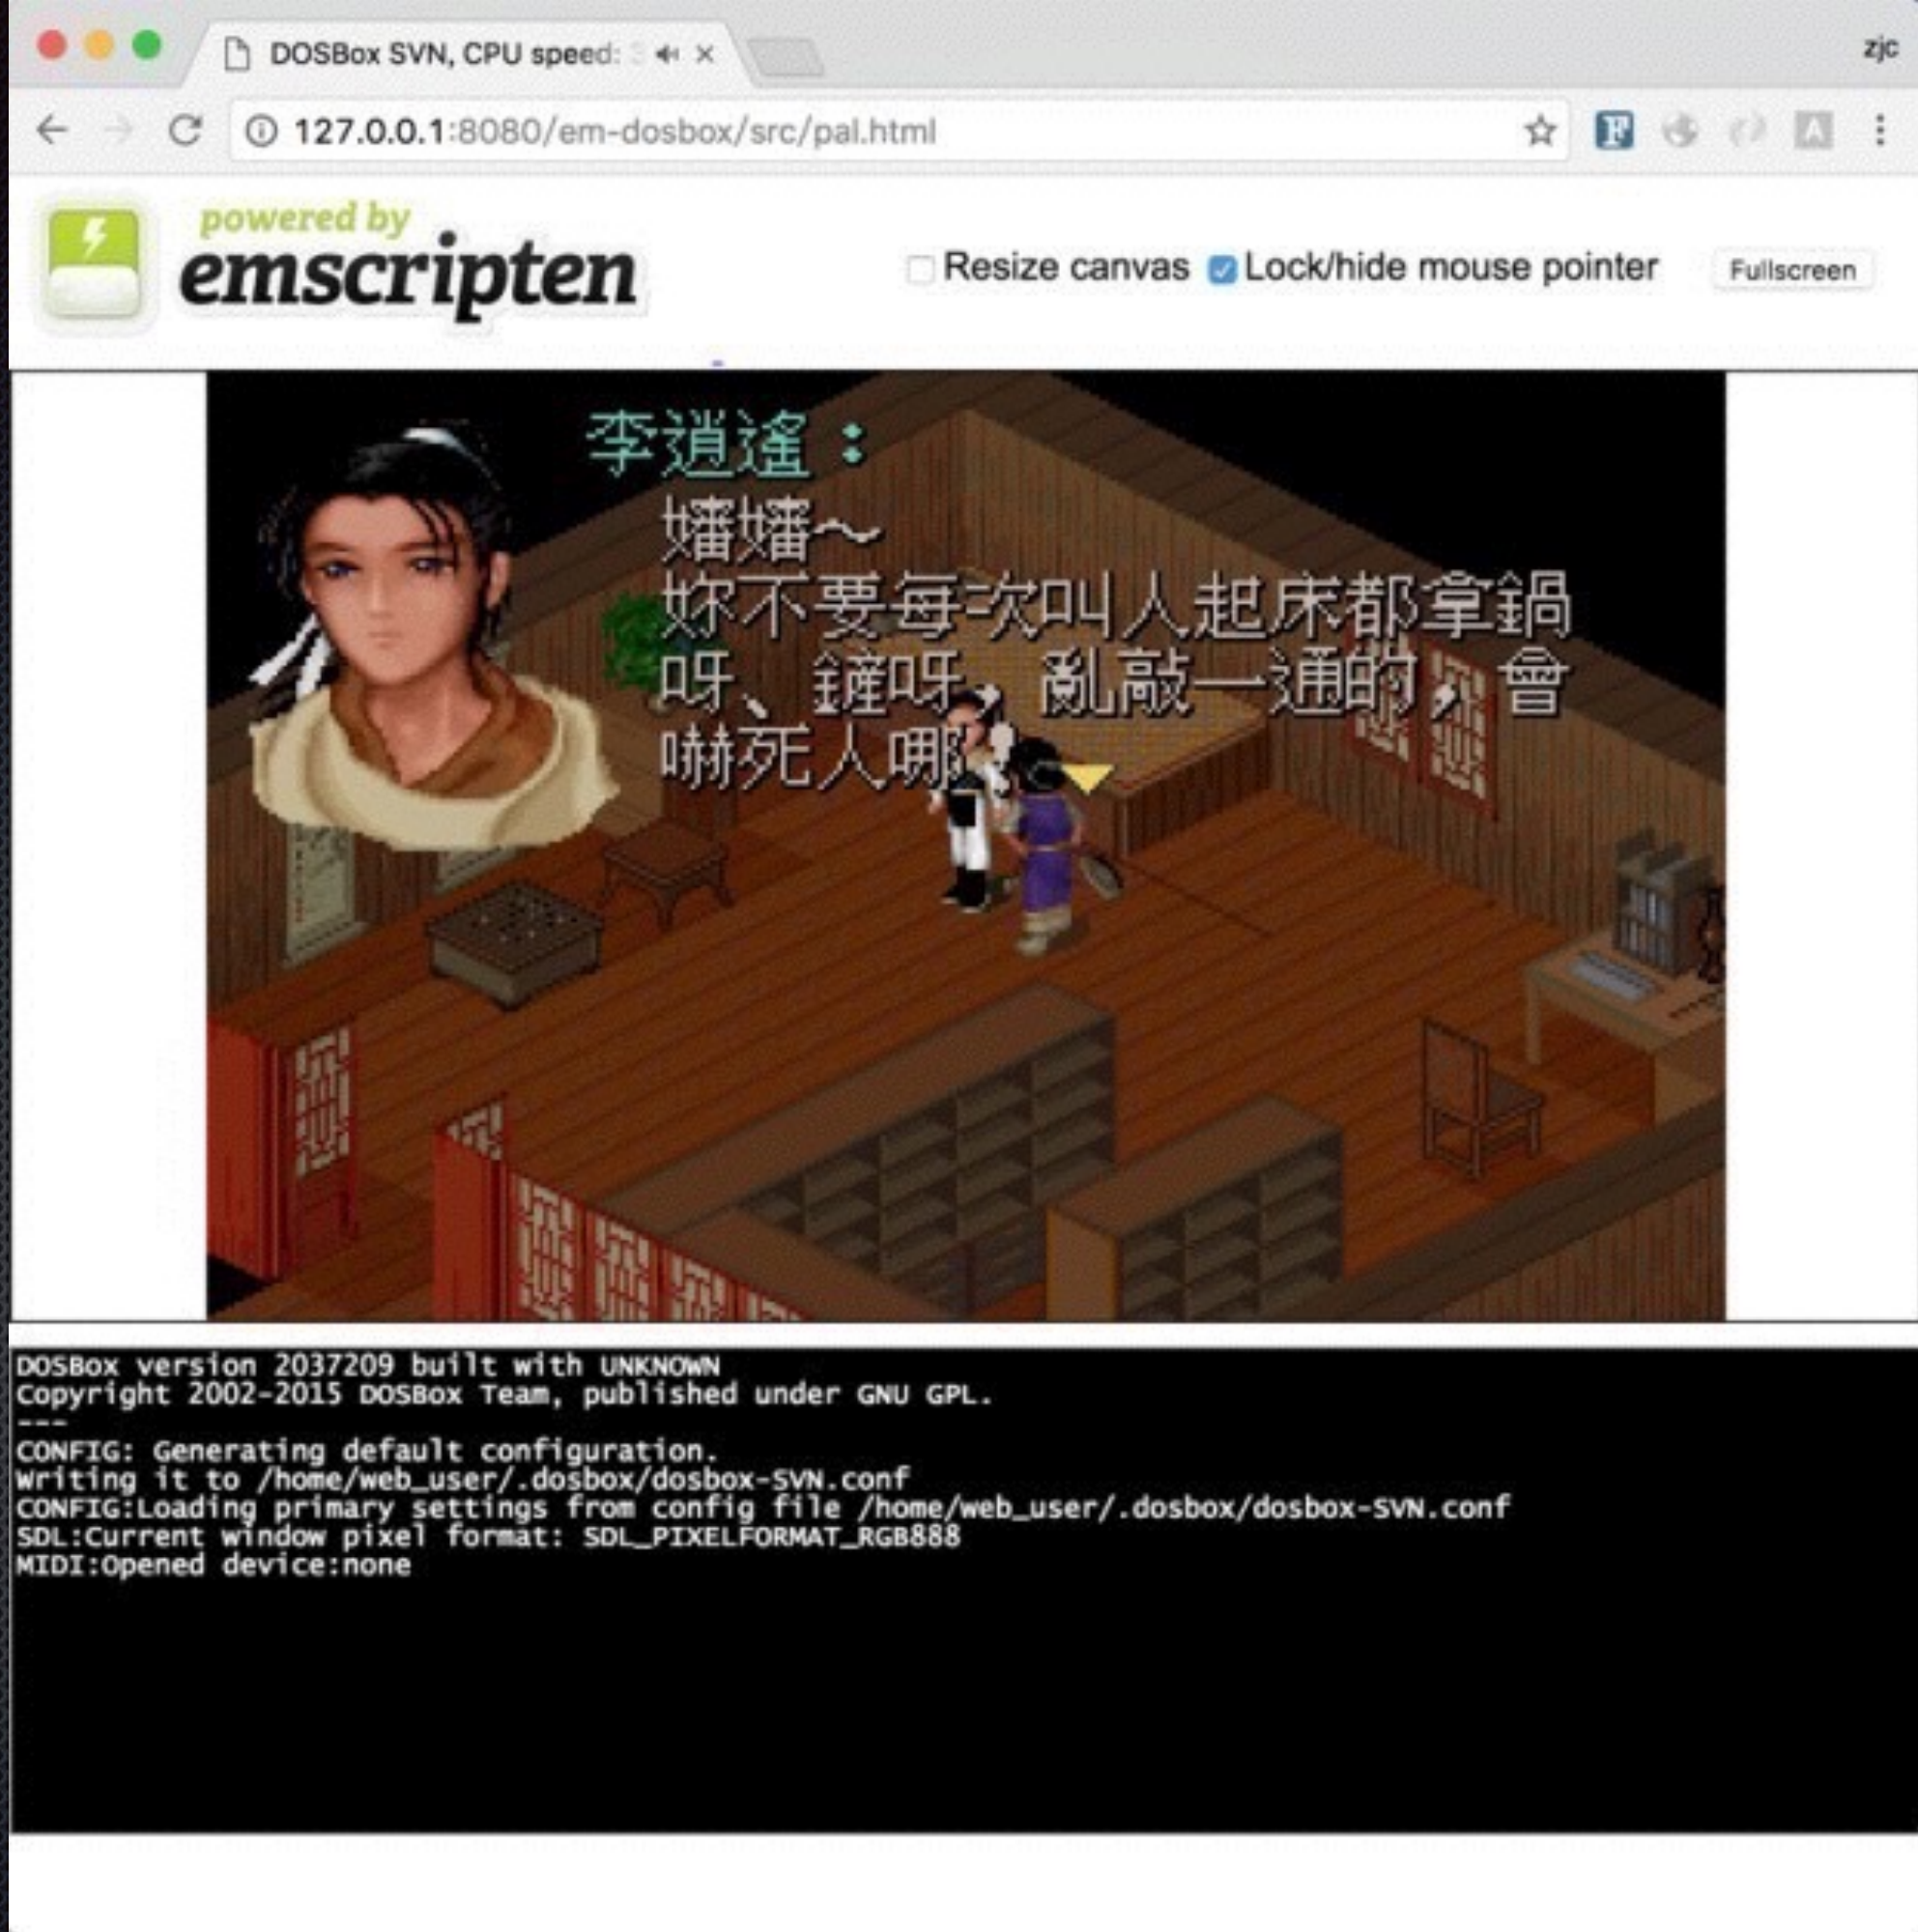 DOSBox SVN, CPU speed:
zjc
127.0.0.1:8080/em-dosbox/src/pal.html
powered by
emscripten
Resize canvas
Lock/hide mouse pointer
Fullscreen
李逍遙：
嬸嬸～
妳不要每次叫人起床都拿鍋
呀、鏟呀，亂敲一通的，會
嚇死人哪
DOSBox version 2037209 built with UNKNOWN
Copyright 2002-2015 DOSBox Team, published under GNU GPL.
---
CONFIG: Generating default configuration.
Writing it to /home/web_user/.dosbox/dosbox-SVN.conf
CONFIG:Loading primary settings from config file /home/web_user/.dosbox/dosbox-SVN.conf
SDL:Current window pixel format: SDL_PIXELFORMAT_RGB888
MIDI:Opened device:none